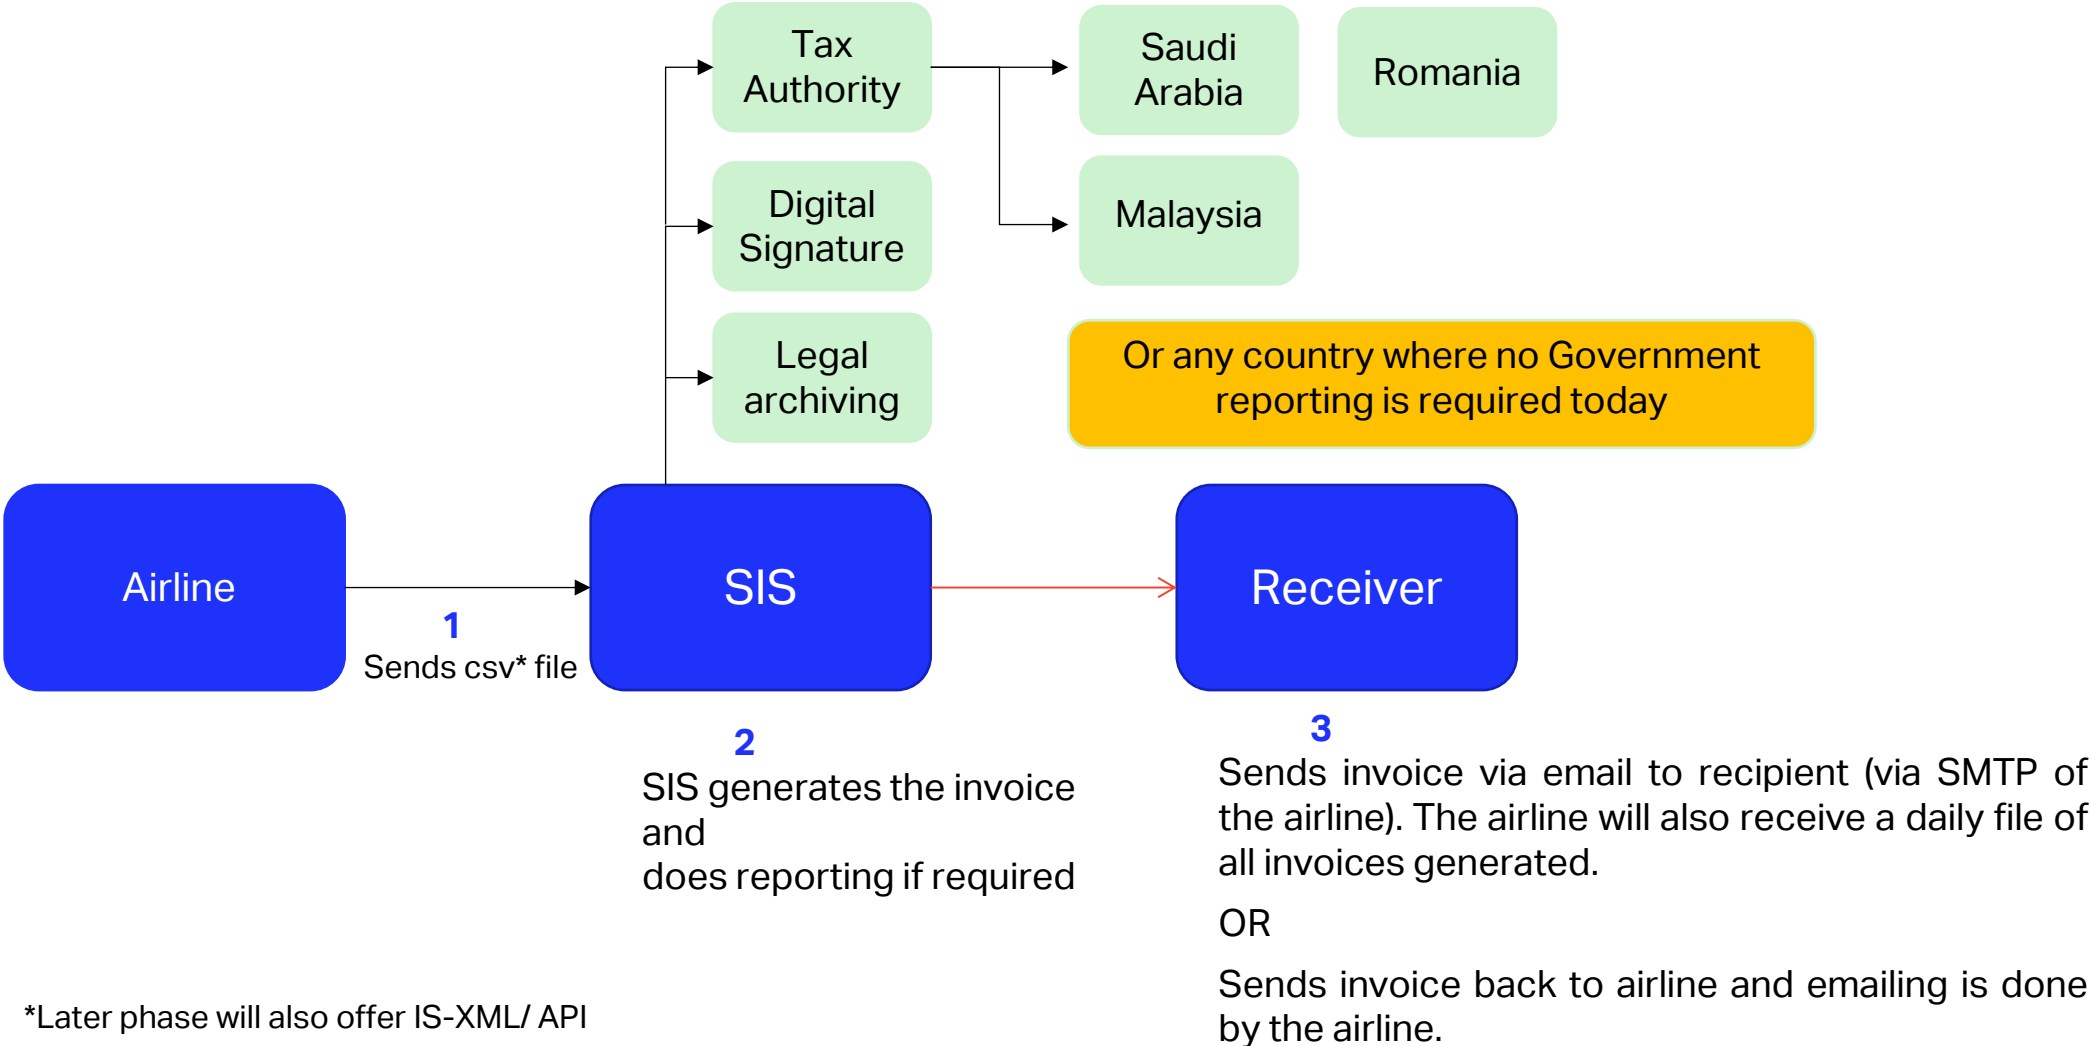 Tax
Authority
Saudi
Arabia
Romania
Digital
Signature
Malaysia
Legal
archiving
Or any country where no Government
reporting is required today
Airline
SIS
Receiver
1
Sends csv* file
2
SIS generates the invoice
and
does reporting if required
3
Sends invoice via email to recipient (via SMTP of
the airline). The airline will also receive a daily file of
all invoices generated.
OR
Sends invoice back to airline and emailing is done
by the airline.
*Later phase will also offer IS-XML/ API